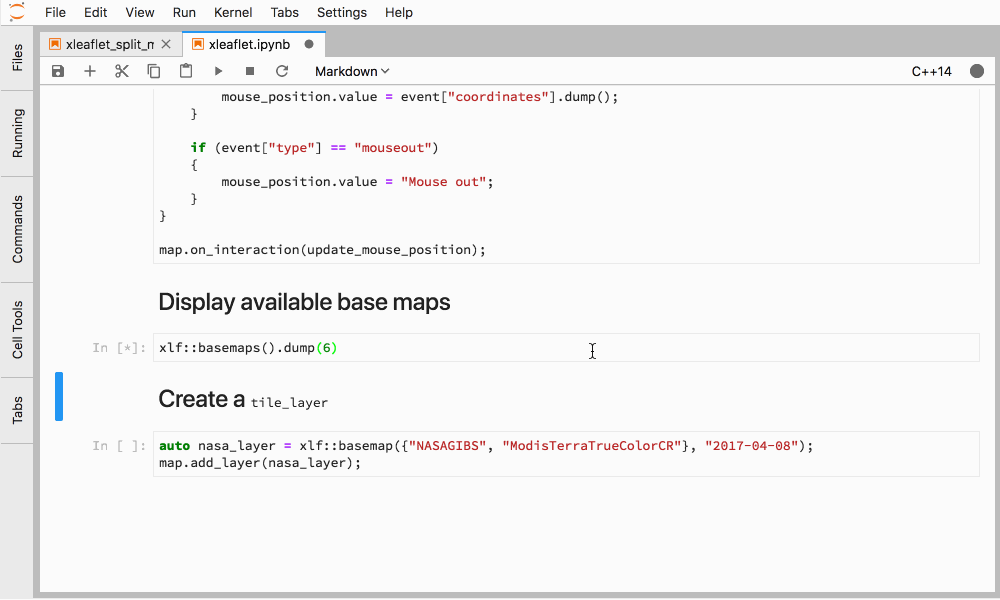 File Edit View Run Kernel Tabs Settings Help
Files
Running
Commands
Cell Tools
Tabs
xleaflet_split_m
xleaflet.ipynb
Markdown
C++14
mouse_position.value = event["coordinates"].dump();
}
if (event["type"] == "mouseout")
{
mouse_position.value = "Mouse out";
}
}
map.on_interaction(update_mouse_position);
Display available base maps
In [*]: xlf::basemaps().dump(6)
Create a tile_layer
In [ ]: auto nasa_layer = xlf::basemap({"NASAGIBS", "ModisTerraTrueColorCR"}, "2017-04-08");
map.add_layer(nasa_layer);